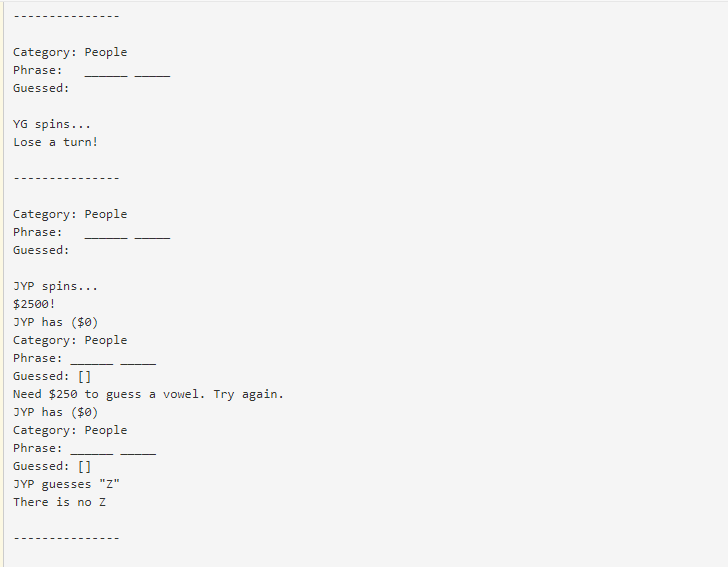 ---------------
Category: People
Phrase:   ______ _____
Guessed:
YG spins...
Lose a turn!
---------------
Category: People
Phrase:   ______ _____
Guessed:
JYP spins...
$2500!
JYP has ($0)
Category: People
Phrase: ______ _____
Guessed: []
Need $250 to guess a vowel. Try again.
JYP has ($0)
Category: People
Phrase: ______ _____
Guessed: []
JYP guesses "Z"
There is no Z
---------------